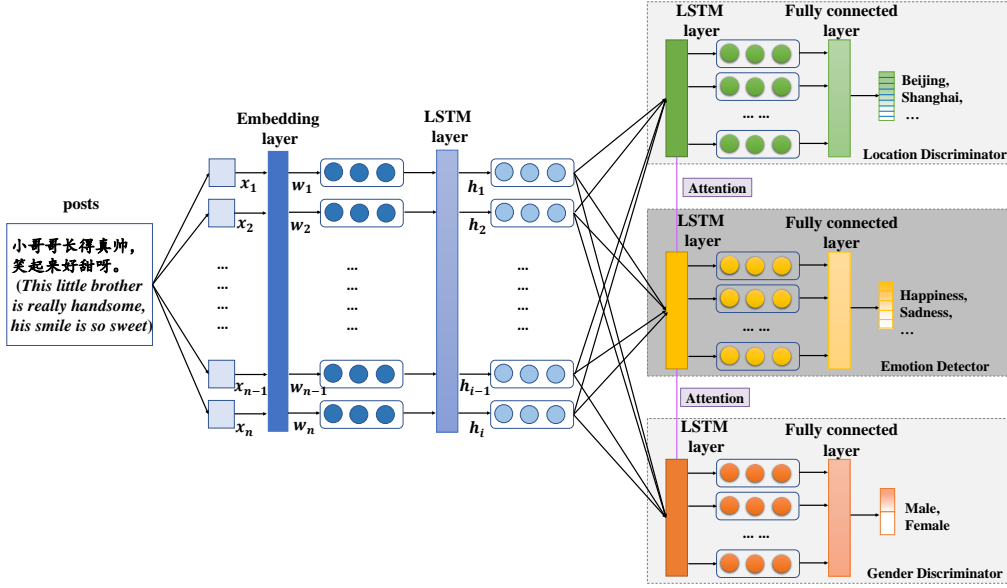 posts
小哥哥长得真帅，
笑起来好甜呀。
(This little brother
is really handsome,
his smile is so sweet)
x1
x2
...
...
...
...
xn−1
xn
Embedding
layer
w1
w2
...
...
...
...
wn−1
wn
LSTM
layer
h1
h2
...
...
...
...
hi−1
hi
LSTM
layer
Fully connected
layer
... ...
Beijing,
Shanghai,
...
Location Discriminator
Attention
LSTM
layer
Fully connected
layer
... ...
Happiness,
Sadness,
...
Emotion Detector
Attention
LSTM
layer
Fully connected
layer
... ...
Male,
Female
Gender Discriminator